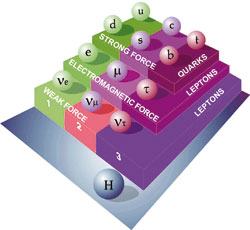 u
d
c
s
t
b
STRONG FORCE
QUARKS
e
μ
τ
ELECTROMAGNETIC FORCE
LEPTONS
νe
νμ
ντ
WEAK FORCE
LEPTONS
1
2
3
H